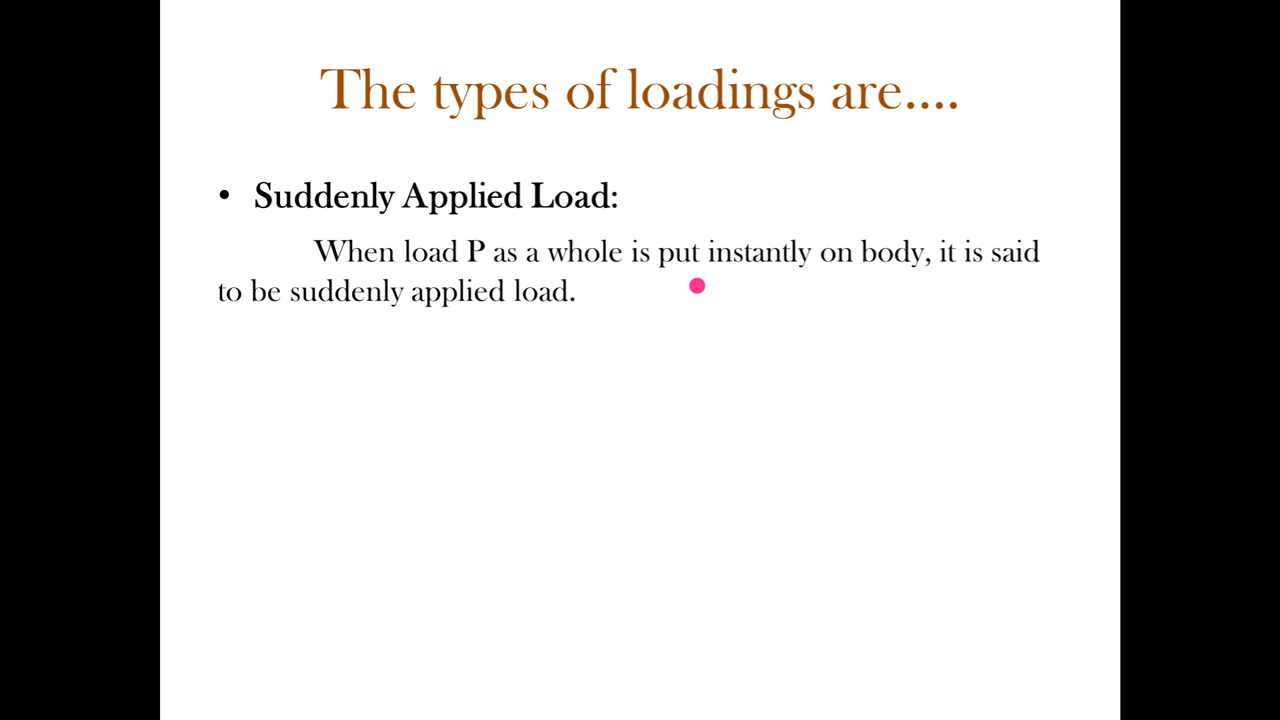 The types of loadings are....
• Suddenly Applied Load:
When load P as a whole is put instantly on body, it is said
to be suddenly applied load.